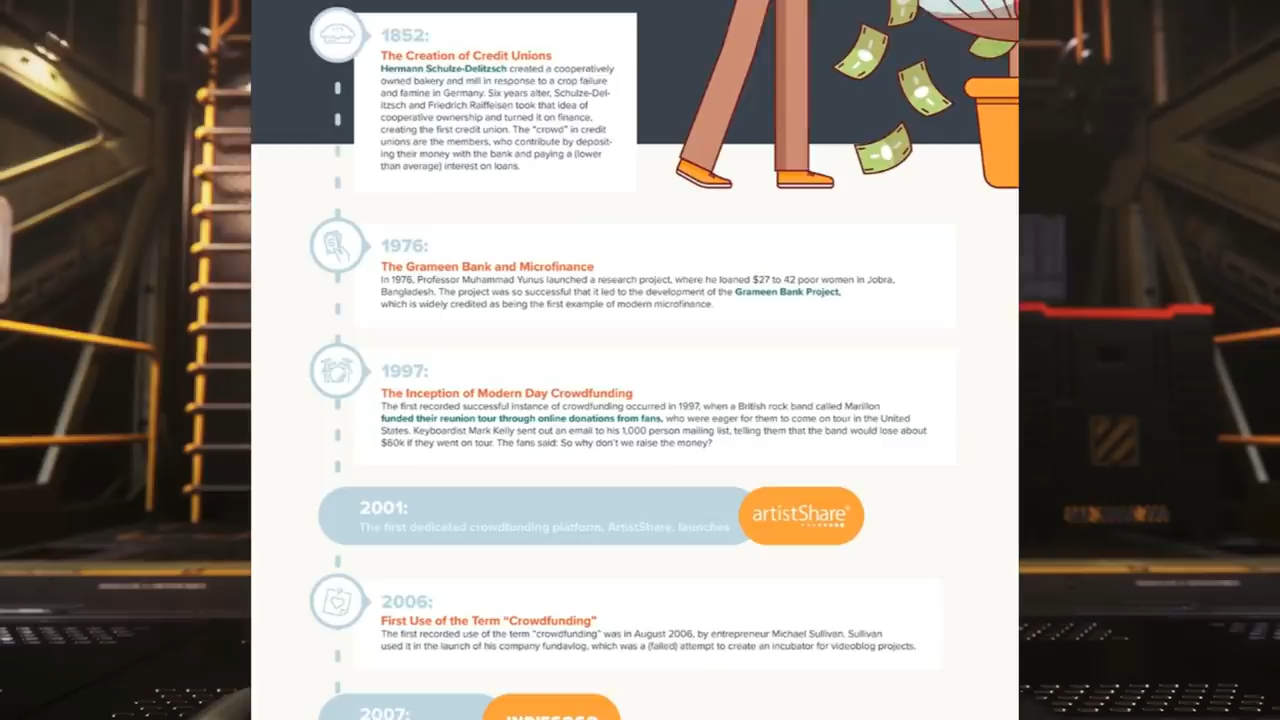 1852:
The Creation of Credit Unions
Hermann Schulze-Delitzsch created a cooperatively
owned bakery and mill in response to a crop failure
and famine in Germany. Six years alter, Schulze-Del-
itzsch and Friedrich Raiffeisen took that idea of
cooperative ownership and turned it on finance,
creating the first credit union. The "crowd" in credit
unions are the members, who contribute by deposit-
ing their money with the bank and paying a (lower
than average) interest on loans.
1976:
The Grameen Bank and Microfinance
In 1976, Professor Muhammad Yunus launched a research project, where he loaned $27 to 42 poor women in Jobra,
Bangladesh. The project was so successful that it led to the development of the Grameen Bank Project,
which is widely credited as being the first example of modern microfinance.
1997:
The Inception of Modern Day Crowdfunding
The first recorded successful instance of crowdfunding occurred in 1997, when a British rock band called Marillon
funded their reunion tour through online donations from fans, who were eager for them to come on tour in the United
States. Keyboardist Mark Kelly sent out an email to his 1,000 person mailing list, telling them that the band would lose about
$60k if they went on tour. The fans said: So why don't we raise the money?
2001:
The first dedicated crowdfunding platform, ArtistShare, launches
artistShare®
2006:
First Use of the Term "Crowdfunding"
The first recorded use of the term "crowdfunding" was in August 2006, by entrepreneur Michael Sullivan. Sullivan
used it in the launch of his company fundavlog, which was a (failed) attempt to create an incubator for videoblog projects.
2007:
INDIEGOGO